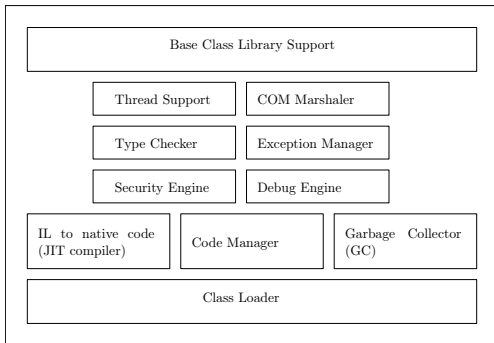 Base Class Library Support
Thread Support
COM Marshaler
Type Checker
Exception Manager
Security Engine
Debug Engine
IL to native code
(JIT compiler)
Code Manager
Garbage Collector
(GC)
Class Loader